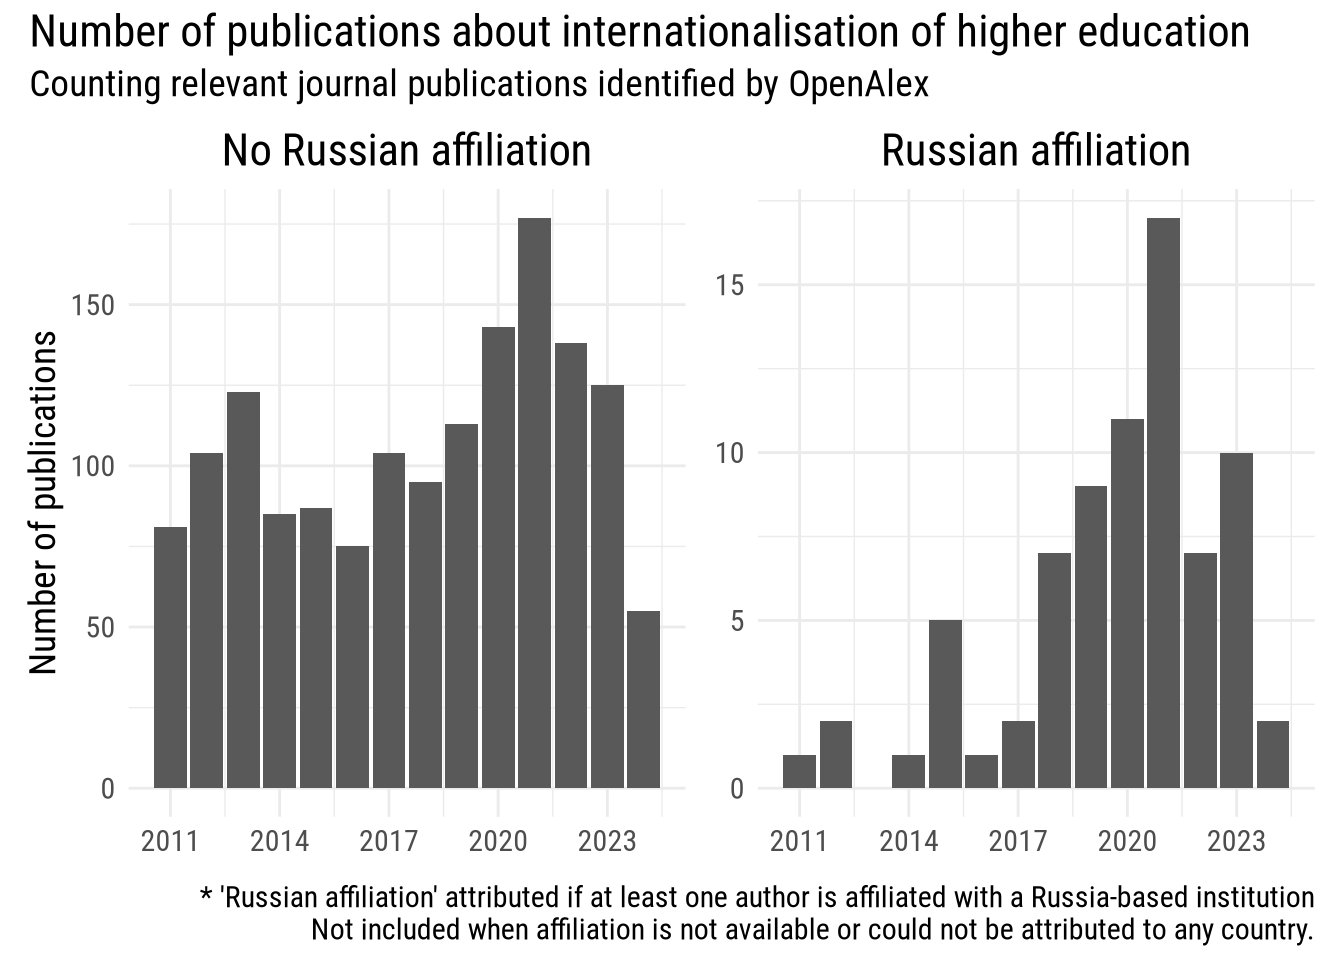 Number of publications about internationalisation of higher education
Counting relevant journal publications identified by OpenAlex
No Russian affiliation
Russian affiliation
Number of publications
150
100
50
0
2011 2014 2017 2020 2023
15
10
5
0
2011 2014 2017 2020 2023
* 'Russian affiliation' attributed if at least one author is affiliated with a Russia-based institution
Not included when affiliation is not available or could not be attributed to any country.